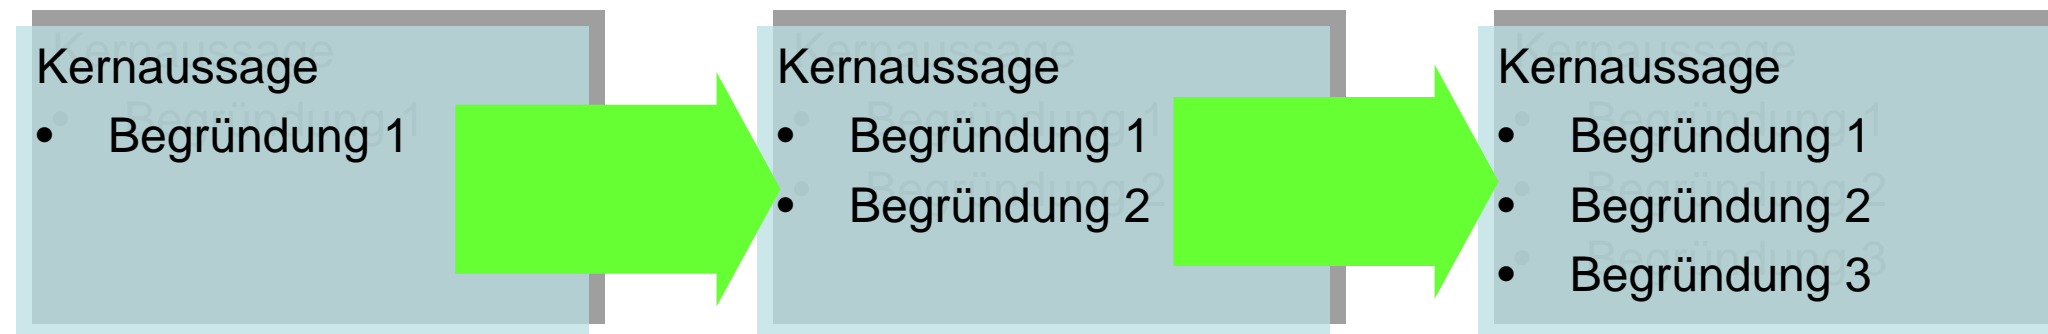 Kernaussage
• Begründung 1
Kernaussage
• Begründung 1
• Begründung 2
Kernaussage
• Begründung 1
• Begründung 2
• Begründung 3